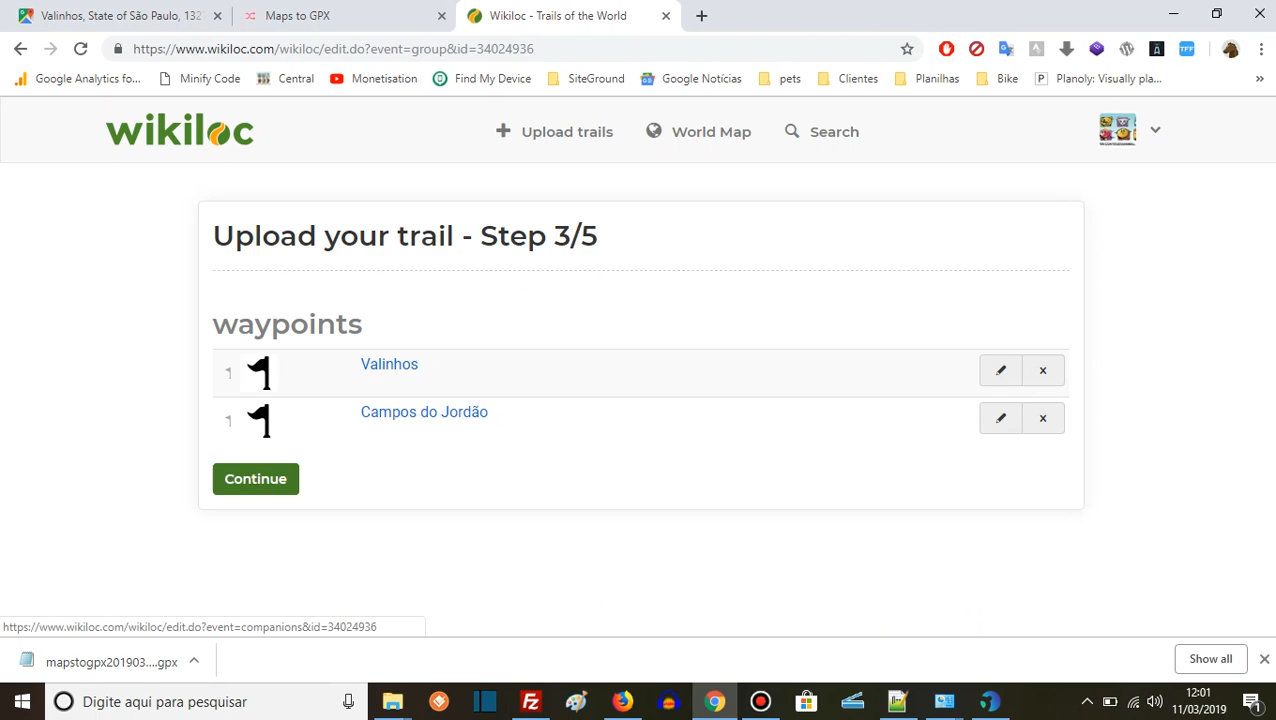 Valinhos, State of São Paulo, 132
Maps to GPX
Wikiloc - Trails of the World
https://www.wikiloc.com/wikiloc/edit.do?event=group&id=34024936
Google Analytics fo...
Minify Code
Central
Monetisation
Find My Device
SiteGround
Google Notícias
pets
Clientes
Planilhas
Bike
Planoly: Visually pla...
»
wikiloc
Upload trails
World Map
Search
Upload your trail - Step 3/5
waypoints
Valinhos
Campos do Jordão
Continue
https://www.wikiloc.com/wikiloc/edit.do?event=companions&id=34024936
mapstogpx201903....gpx
Show all
Digite aqui para pesquisar
12:01
11/03/2019